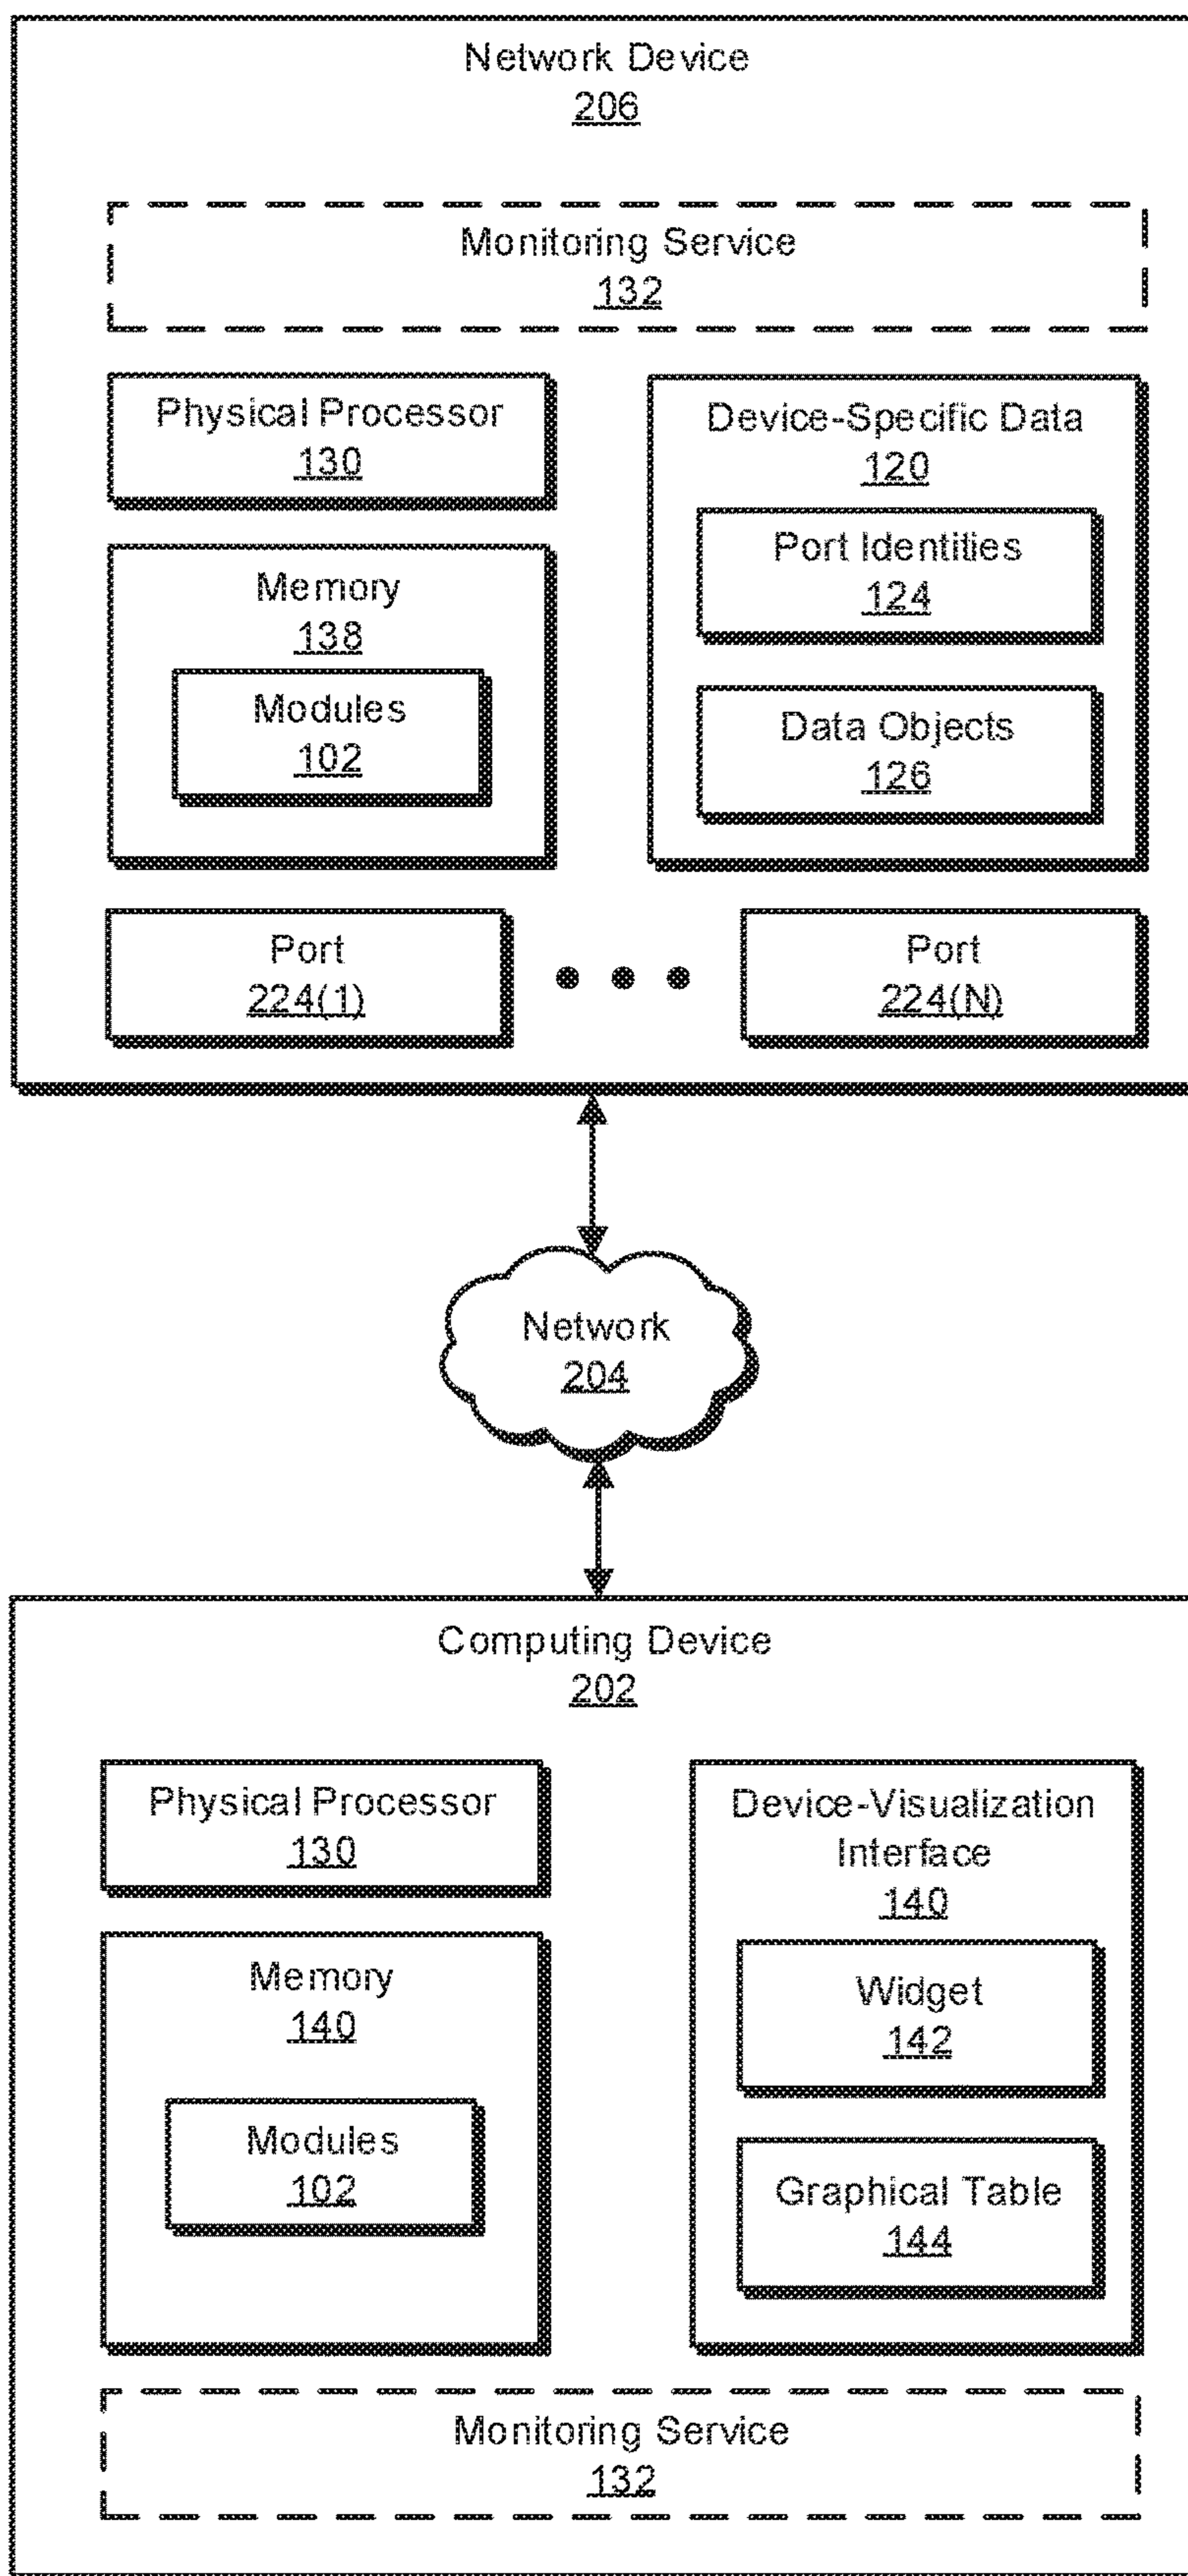 Network Device
206
Monitoring Service
132
Physical Processor
130
Device-Specific Data
120
Port Identities
124
Memory
138
Modules
102
Data Objects
126
Port
224(1)
Port
224(N)
Network
204
Computing Device
202
Physical Processor
130
Device-Visualization
Interface
140
Memory
140
Widget
142
Modules
102
Graphical Table
144
Monitoring Service
132